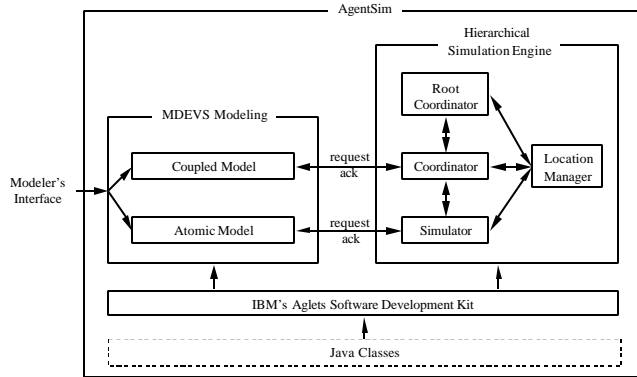 AgentSim
Hierarchical
Simulation Engine
Root
Coordinator
MDEVS Modeling
Coupled Model
request
ack
Coordinator
Location
Manager
Modeler's
Interface
Atomic Model
request
ack
Simulator
IBM's Aglets Software Development Kit
Java Classes